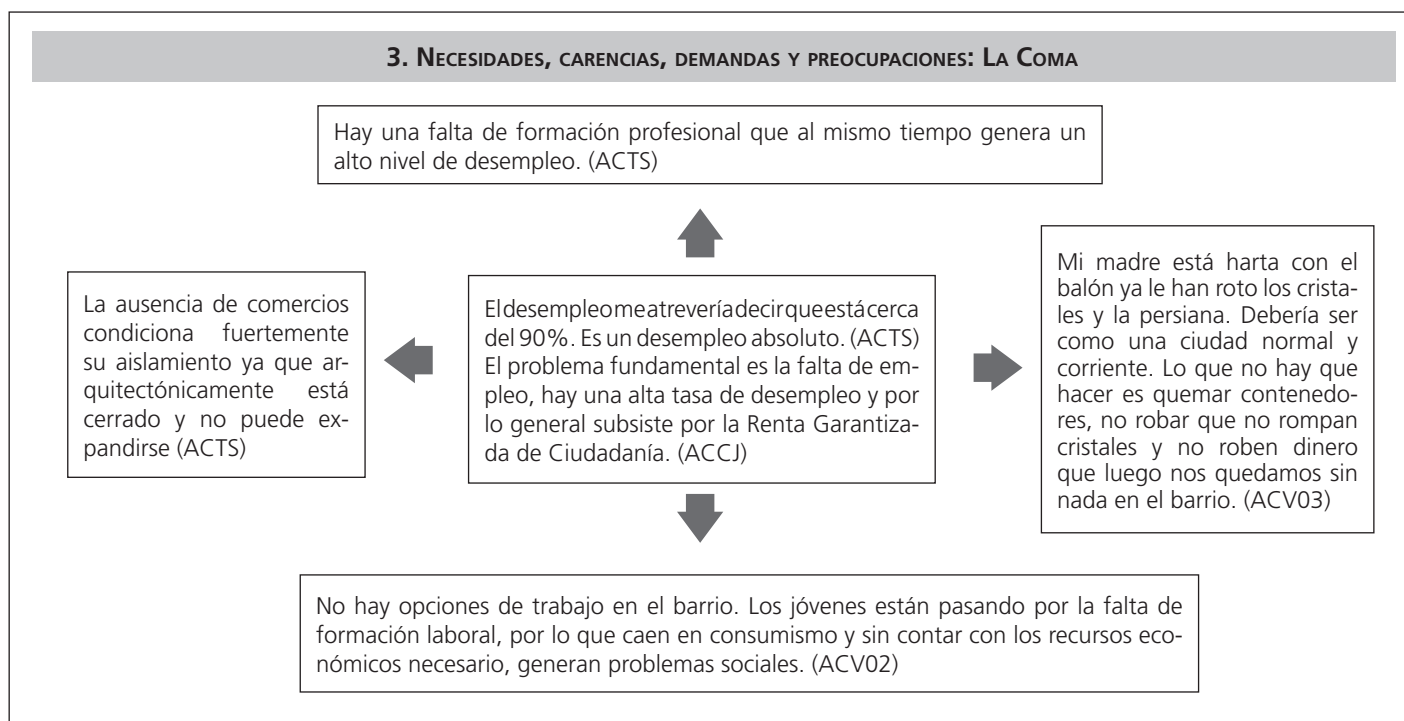 3. Necesidades, carencias, demandas y preocupaciones: La Coma
Hay una falta de formación profesional que al mismo tiempo genera un
alto nivel de desempleo. (ACTS)
La ausencia de comercios
condiciona fuertemente
su aislamiento ya que ar-
quitectónicamente está
cerrado y no puede ex-
pandirse (ACTS)
El desempleo me atrevería decir que está cerca
del 90%. Es un desempleo absoluto. (ACTS)
El problema fundamental es la falta de em-
pleo, hay una alta tasa de desempleo y por
lo general subsiste por la Renta Garantiza-
da de Ciudadanía. (ACCJ)
Mi madre está harta con el
balón ya le han roto los crista-
les y la persiana. Debería ser
como una ciudad normal y
corriente. Lo que no hay que
hacer es quemar contenedo-
res, no robar que no rompan
cristales y no roben dinero
que luego nos quedamos sin
nada en el barrio. (ACV03)
No hay opciones de trabajo en el barrio. Los jóvenes están pasando por la falta de
formación laboral, por lo que caen en consumismo y sin contar con los recursos eco-
nómicos necesario, generan problemas sociales. (ACV02)